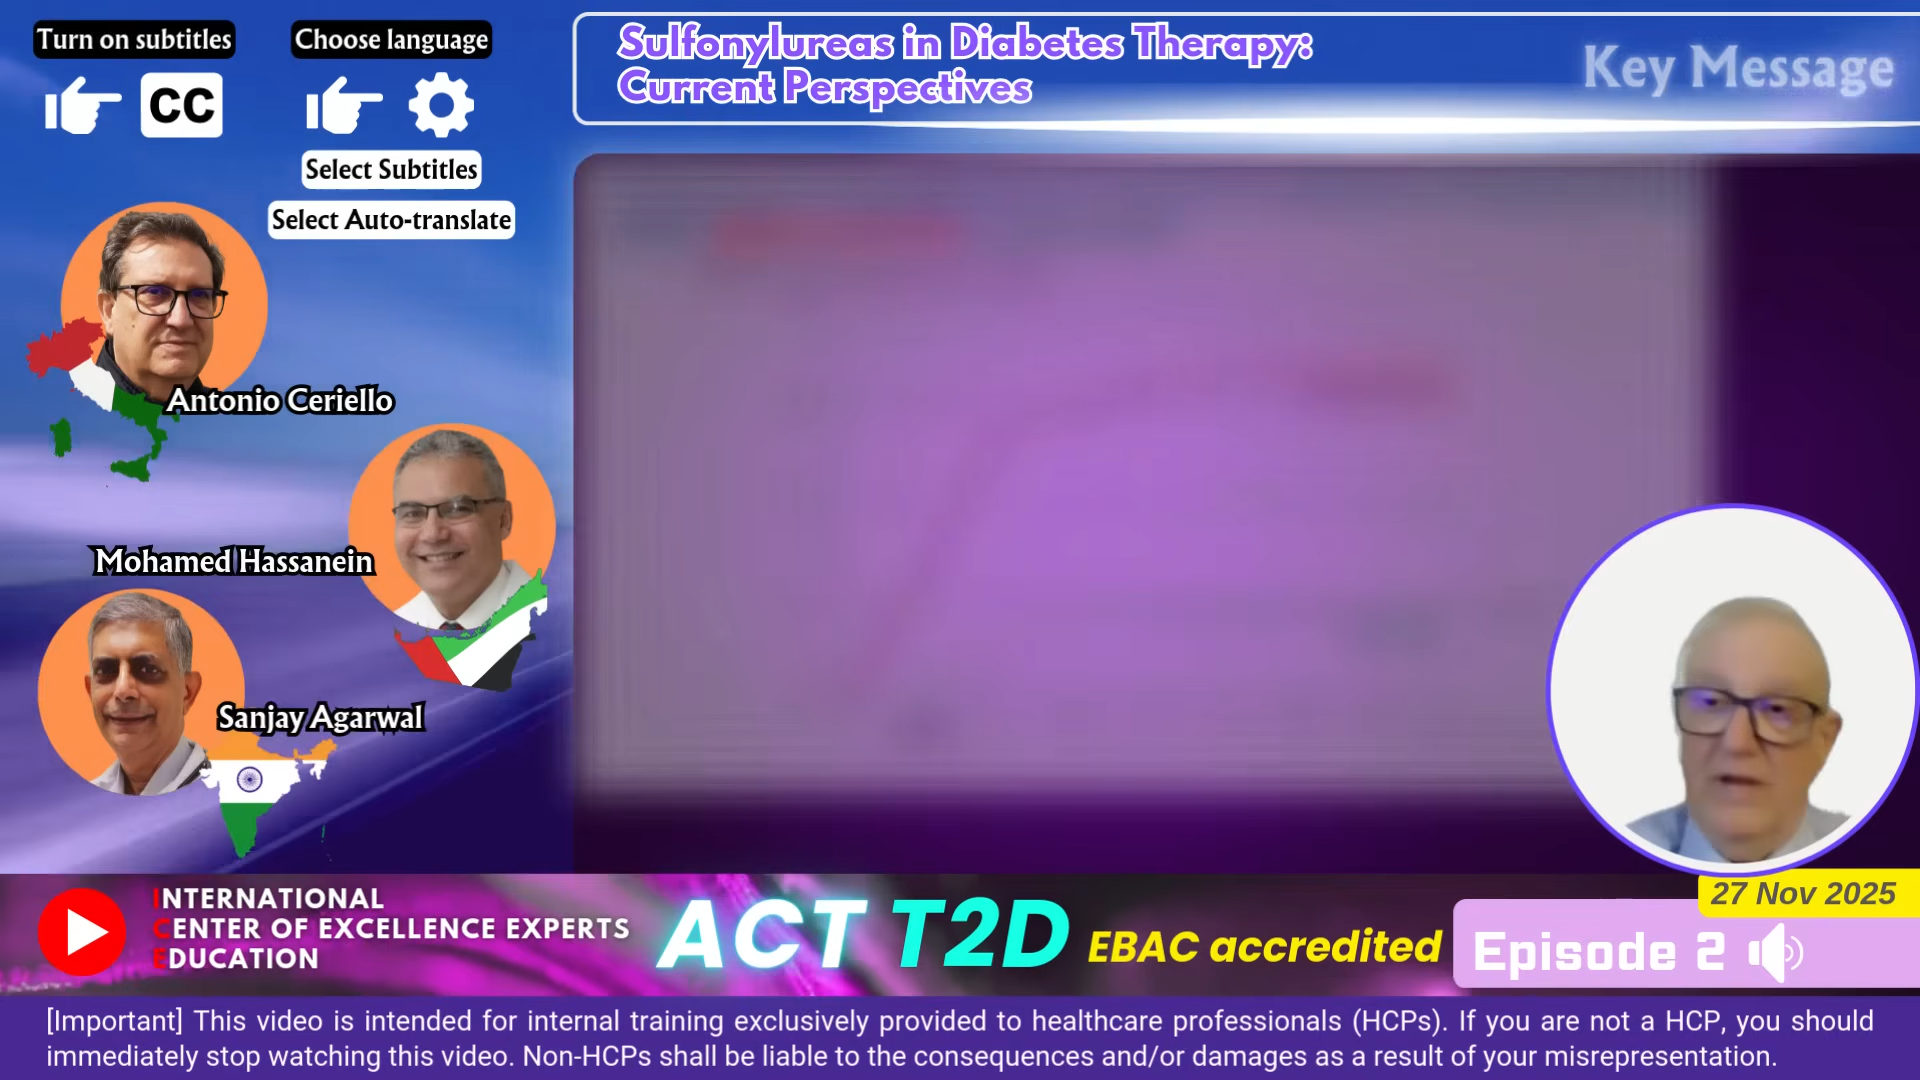 Turn on subtitles
Choose language
CC
Select Subtitles
Select Auto-translate
Sulfonylureas in Diabetes Therapy:
Current Perspectives
Key Message
Antonio Ceriello
Mohamed Hassanein
Sanjay Agarwal
INTERNATIONAL
CENTER OF EXCELLENCE EXPERTS
EDUCATION
ACT T2D
EBAC accredited
27 Nov 2025
Episode 2
[Important] This video is intended for internal training exclusively provided to healthcare professionals (HCPs). If you are not a HCP, you should
immediately stop watching this video. Non-HCPs shall be liable to the consequences and/or damages as a result of your misrepresentation.